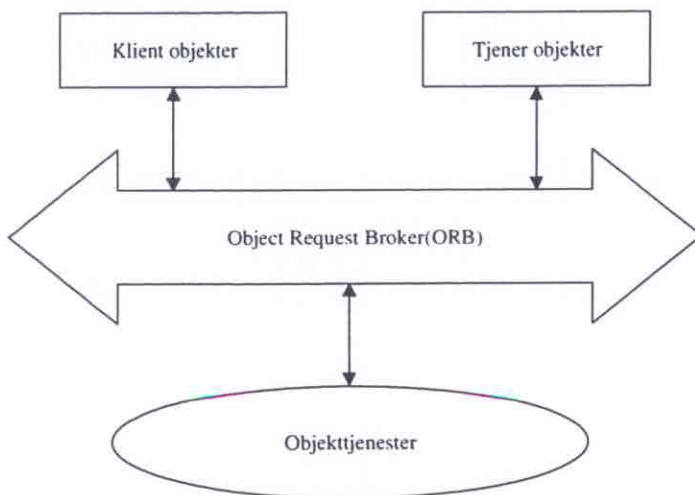 Klient objekter
Tjener objekter
Object Request Broker(ORB)
Objekttjenester